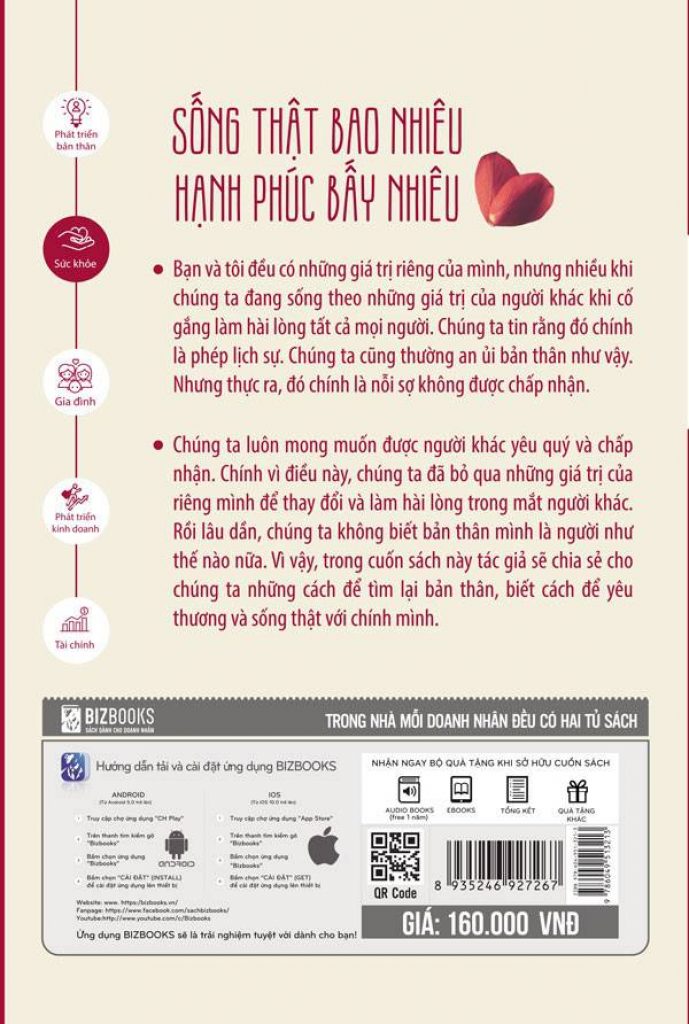 SỐNG THẬT BAO NHIÊU
HẠNH PHÚC BẤY NHIÊU
Phát triển
bản thân
Sức khỏe
Gia đình
Phát triển
kinh doanh
Tài chính
• Bạn và tôi đều có những giá trị riêng của mình, nhưng nhiều khi
chúng ta đang sống theo những giá trị của người khác khi cố
gắng làm hài lòng tất cả mọi người. Chúng ta tin rằng đó chính
là phép lịch sự. Chúng ta cũng thường an ủi bản thân như vậy.
Nhưng thực ra, đó chính là nỗi sợ không được chấp nhận.
• Chúng ta luôn mong muốn được người khác yêu quý và chấp
nhận. Chính vì điều này, chúng ta đã bỏ qua những giá trị của
riêng mình để thay đổi và làm hài lòng trong mắt người khác.
Rồi lâu dần, chúng ta không biết bản thân mình là người như
thế nào nữa. Vì vậy, trong cuốn sách này tác giả sẽ chia sẻ cho
chúng ta những cách để tìm lại bản thân, biết cách để yêu
thương và sống thật với chính mình.
BIZBOOKS
SÁCH DÀNH CHO DOANH NHÂN
TRONG NHÀ MỖI DOANH NHÂN ĐỀU CÓ HAI TỦ SÁCH
Hướng dẫn tải và cài đặt ứng dụng BIZBOOKS
ANDROID
(Từ Android 5.0 trở lên)
Truy cập chợ ứng dụng "CH Play"
Trên thanh tìm kiếm gõ
"Bizbooks"
Bấm chọn ứng dụng
"Bizbooks"
Bấm chọn "CÀI ĐẶT" (INSTALL)
để cài đặt ứng dụng lên thiết bị
ANDROID
IOS
(Từ iOS 10.0 trở lên)
Truy cập chợ ứng dụng "App Store"
Trên thanh tìm kiếm gõ
"Bizbooks"
Bấm chọn ứng dụng
"Bizbooks"
Bấm chọn "CÀI ĐẶT" (GET)
để cài đặt ứng dụng lên thiết bị
Website: www. https://bizbooks.vn/
Fanpage: https://www.facebook.com/sachbizbooks/
Youtube:http://www.youtube.com/c/Bizbooks
Ứng dụng BIZBOOKS sẽ là trải nghiệm tuyệt vời dành cho bạn!
NHẬN NGAY BỘ QUÀ TẶNG KHI SỞ HỮU CUỐN SÁCH
AUDIO BOOKS
(free 1 năm)
EBOOKS
TỔNG KẾT
QUÀ TẶNG
KHÁC
QR Code
8 935246 927267
GIÁ: 160.000 VNĐ